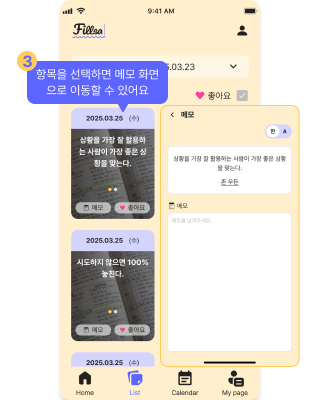 9:41 AM
Fillsa
3
항목을 선택하면 메모 화면
으로 이동할 수 있어요
03.23
좋아요
2025.03.25 (수)
상황을 가장 잘 활용하
는 사람이 가장 좋은 상
황을 맞는다.
메모 좋아요
2025.03.25 (수)
시도하지 않으면 100%
놓친다.
메모 좋아요
2025.03.25 (수)
메모
한 A
상황을 가장 잘 활용하는 사람이 가장 좋은 상황
을 맞는다.
존 우든
메모
메모를 남겨주세요.
Home List Calendar My page